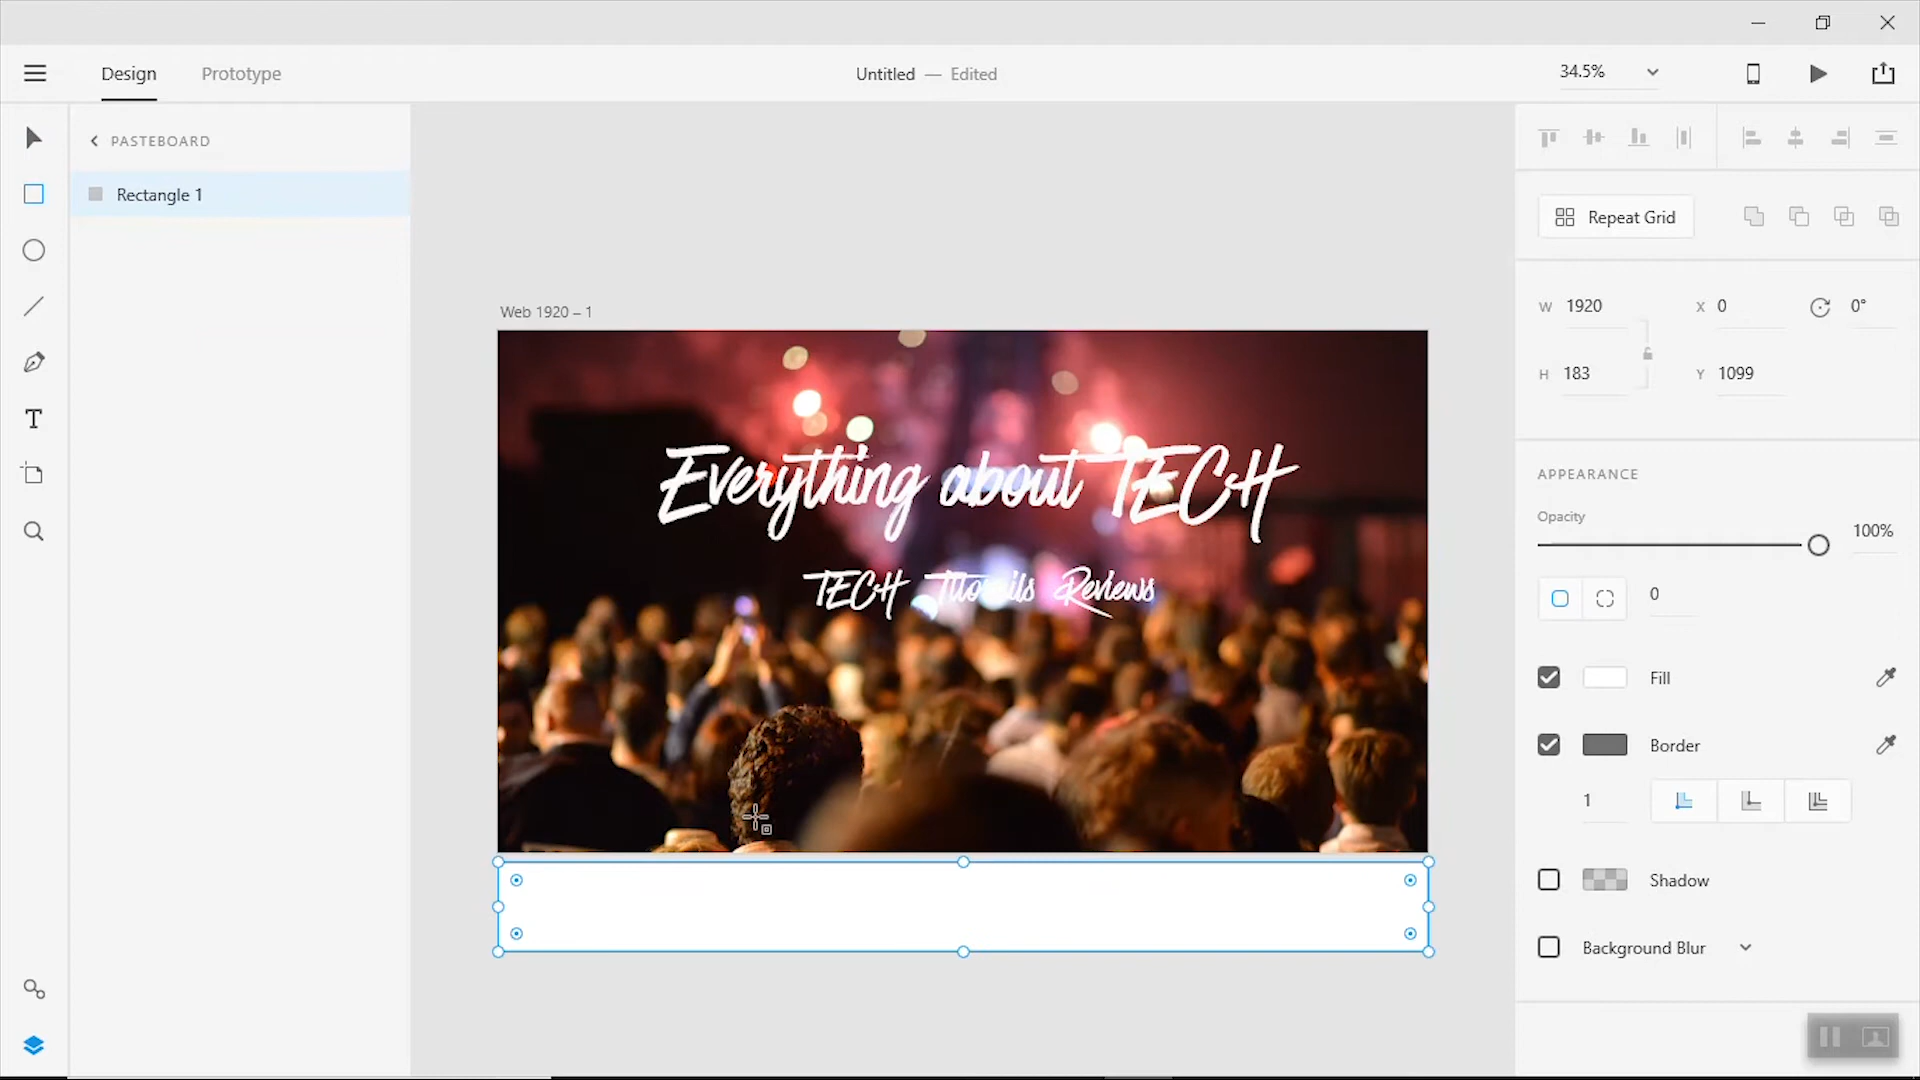 Design Prototype Untitled — Edited 34.5%
PASTEBOARD
Rectangle 1
Repeat Grid
Web 1920 – 1
W 1920 X 0 0°
H 183 Y 1099
Everything about TECH
TECH Reviews
APPEARANCE
Opacity
100%
0
Fill
Border
1
Shadow
Background Blur